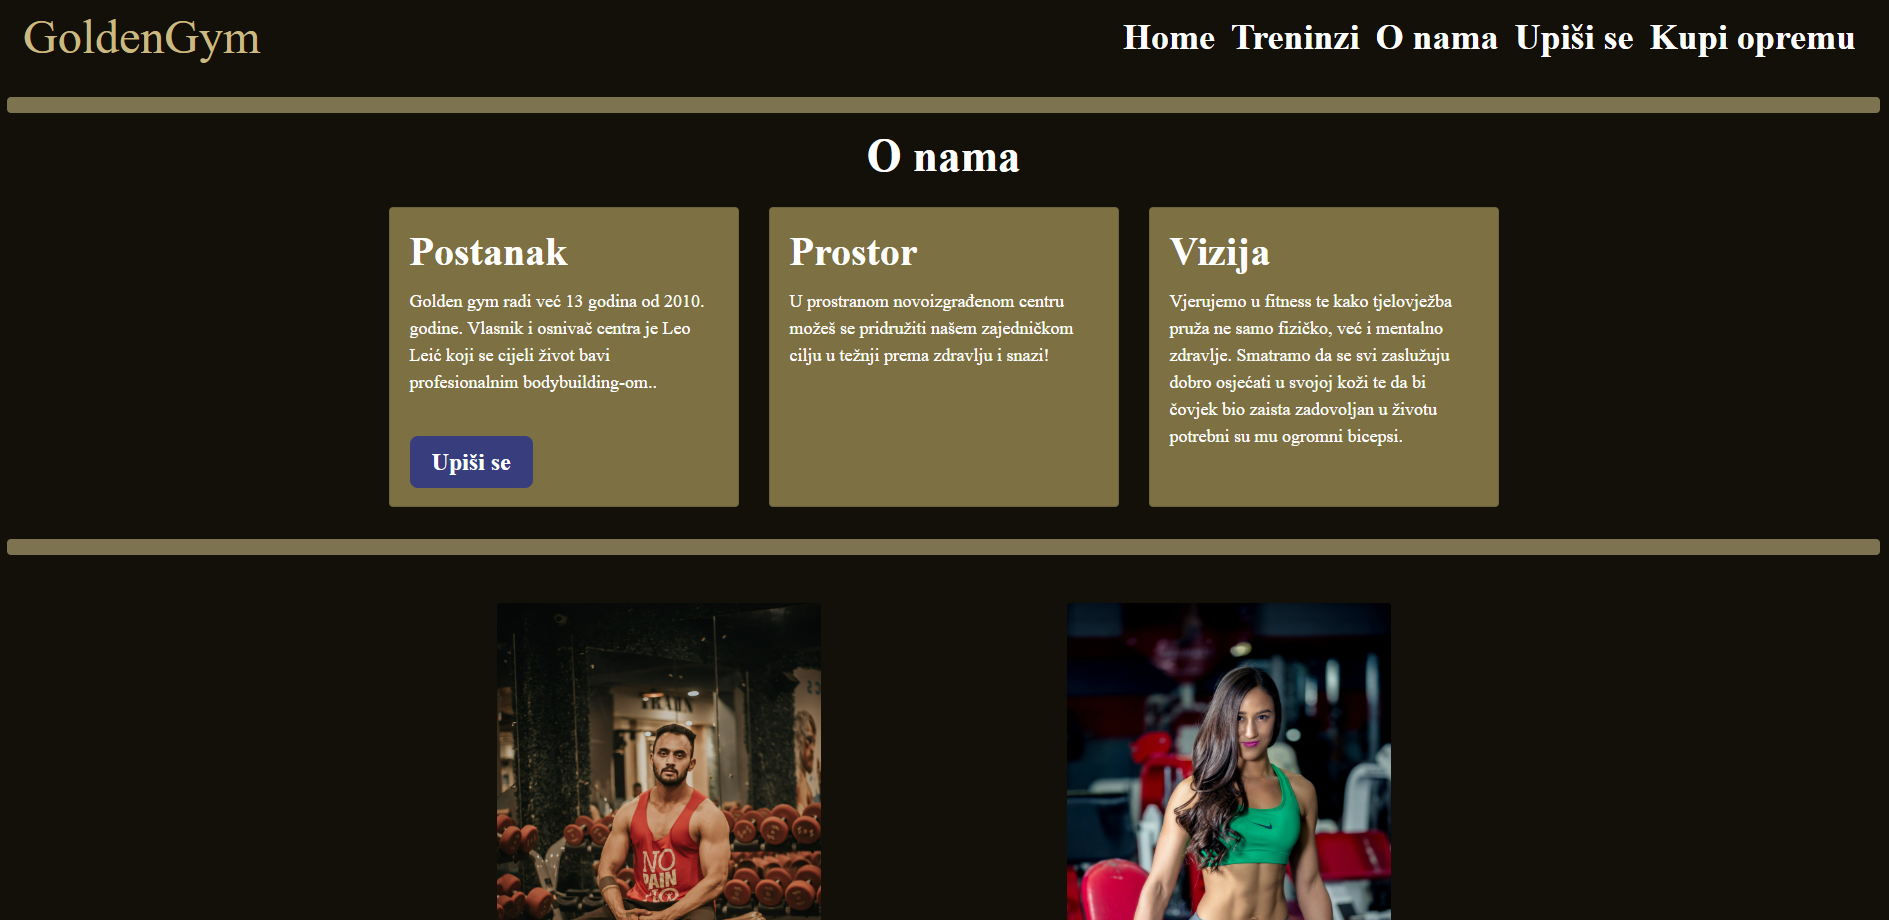 GoldenGym
Home Treninzi O nama Upiši se Kupi opremu
O nama
Postanak
Golden gym radi već 13 godina od 2010.
godine. Vlasnik i osnivač centra je Leo
Leić koji se cijeli život bavi
profesionalnim bodybuilding-om..
Upiši se
Prostor
U prostranom novoizgrađenom centru
možeš se pridružiti našem zajedničkom
cilju u težnji prema zdravlju i snazi!
Vizija
Vjerujemo u fitness te kako tjelovježba
pruža ne samo fizičko, već i mentalno
zdravlje. Smatramo da se svi zaslužuju
dobro osjećati u svojoj koži te da bi
čovjek bio zaista zadovoljan u životu
potrebni su mu ogromni bicepsi.
TRAIN
NO
PAIN